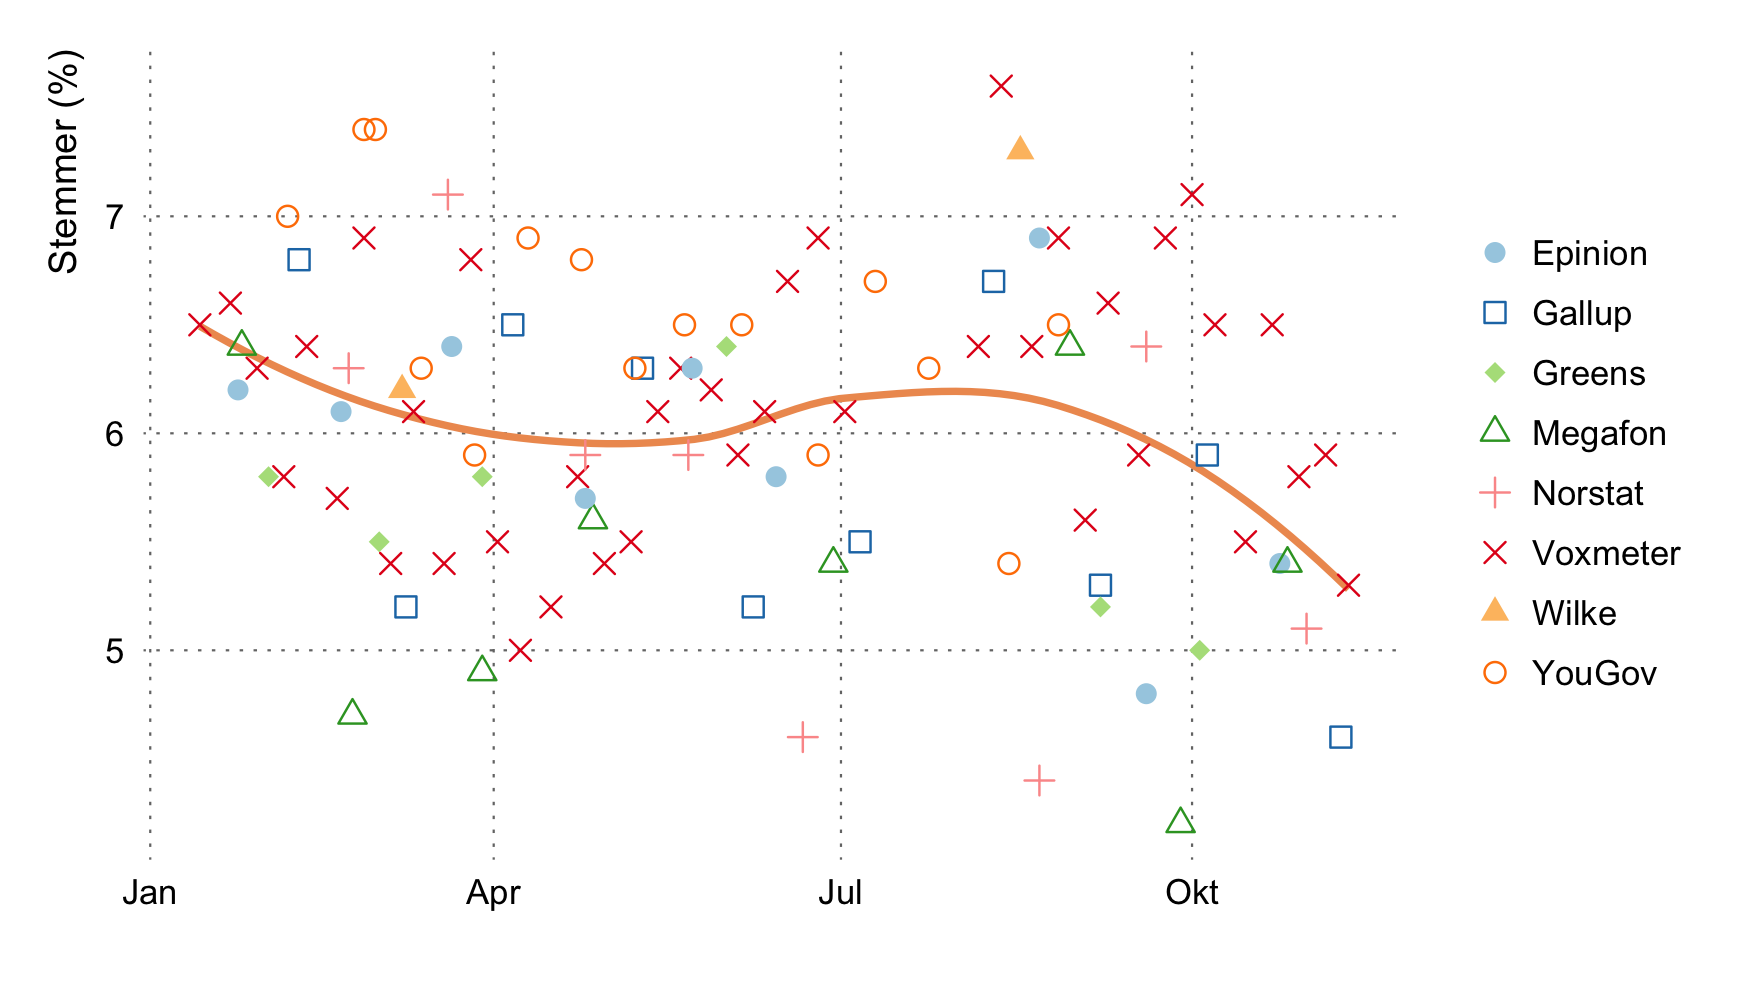 Stemmer (%)
7
6
5
Jan Apr Jul Okt
Epinion
Gallup
Greens
Megafon
Norstat
Voxmeter
Wilke
YouGov